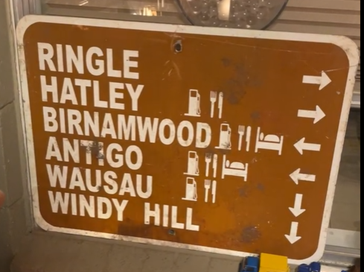 RINGLE
HATLEY
BIRNAMWOOD
ANTIGO
WAUSAU
WINDY HILL